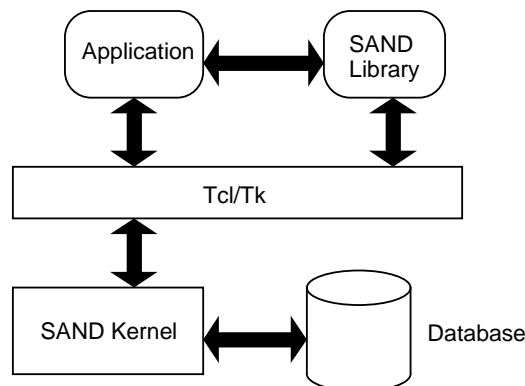 Application
SAND
Library
Tcl/Tk
SAND Kernel
Database